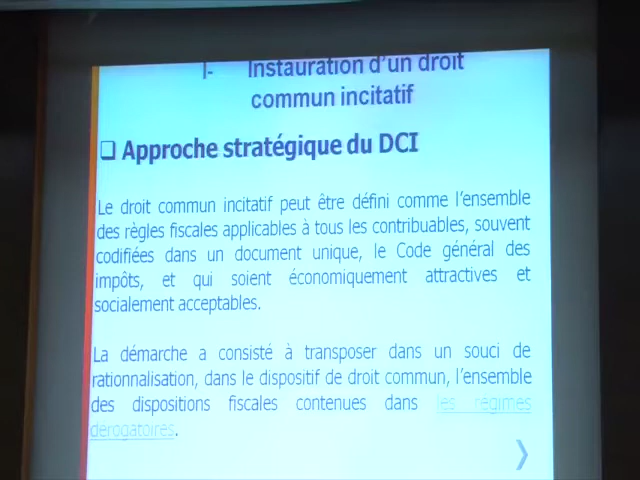 I- Instauration d'un droit
commun incitatif
❑ Approche stratégique du DCI
Le droit commun incitatif peut être défini comme l'ensemble
des règles fiscales applicables à tous les contribuables, souvent
codifiées dans un document unique, le Code général des
impôts, et qui soient économiquement attractives et
socialement acceptables.
La démarche a consisté à transposer dans un souci de
rationnalisation, dans le dispositif de droit commun, l'ensemble
des dispositions fiscales contenues dans les régimes
dérogatoires.